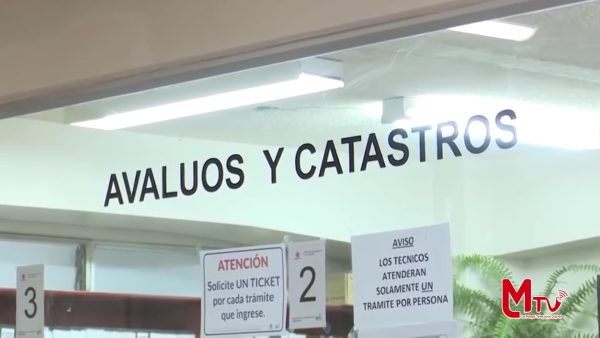 AVALUOS Y CATASTROS
ATENCIÓN
Solicite UN TICKET
por cada trámite
que ingrese.
2
AVISO
LOS TECNICOS
ATENDERAN
SOLAMENTE UN
TRAMITE POR PERSONA
3
MTV